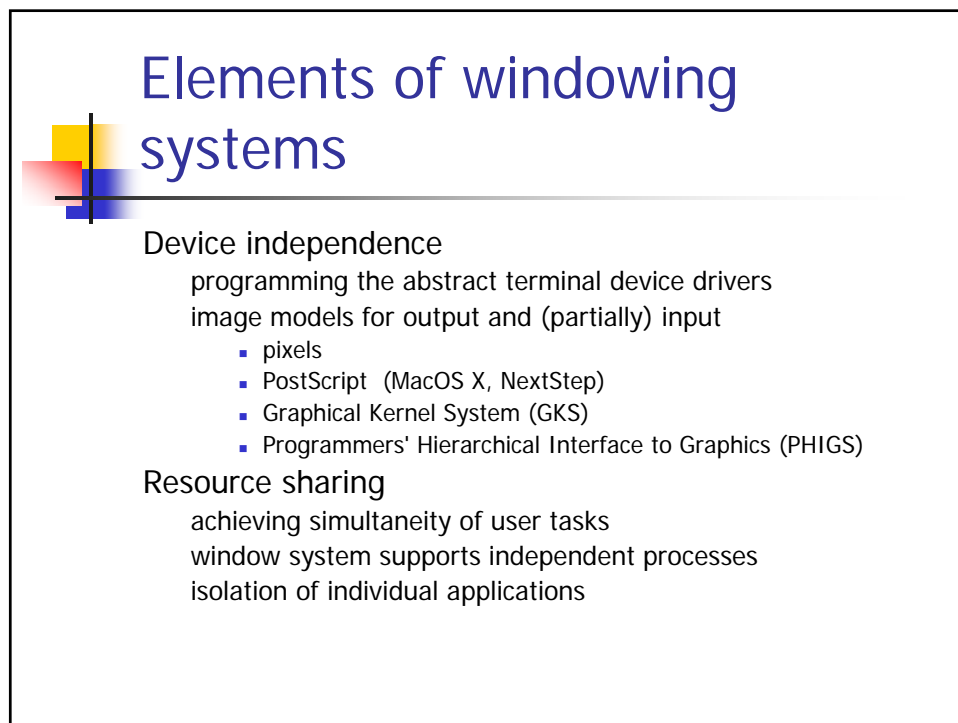 Elements of windowing
systems
Device independence
programming the abstract terminal device drivers
image models for output and (partially) input
pixels
PostScript (MacOS X, NextStep)
Graphical Kernel System (GKS)
Programmers' Hierarchical Interface to Graphics (PHIGS)
Resource sharing
achieving simultaneity of user tasks
window system supports independent processes
isolation of individual applications